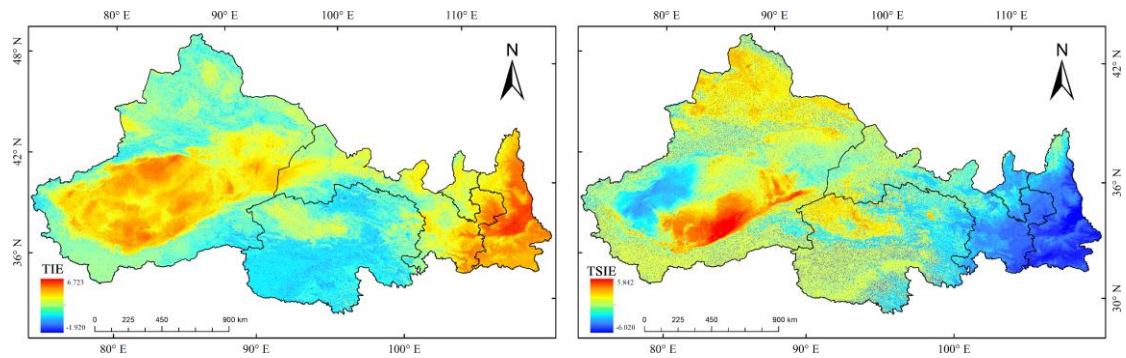 80° E 90° E 100° E 110° E
48° N
42° N
36° N
N
TIE
6.723
-1.920
0 225 450 900 km
80° E 90° E 100° E
80° E 90° E 100° E 110° E
42° N
36° N
30° N
N
TSIE
5.842
-6.020
0 225 450 900 km
80° E 90° E 100° E